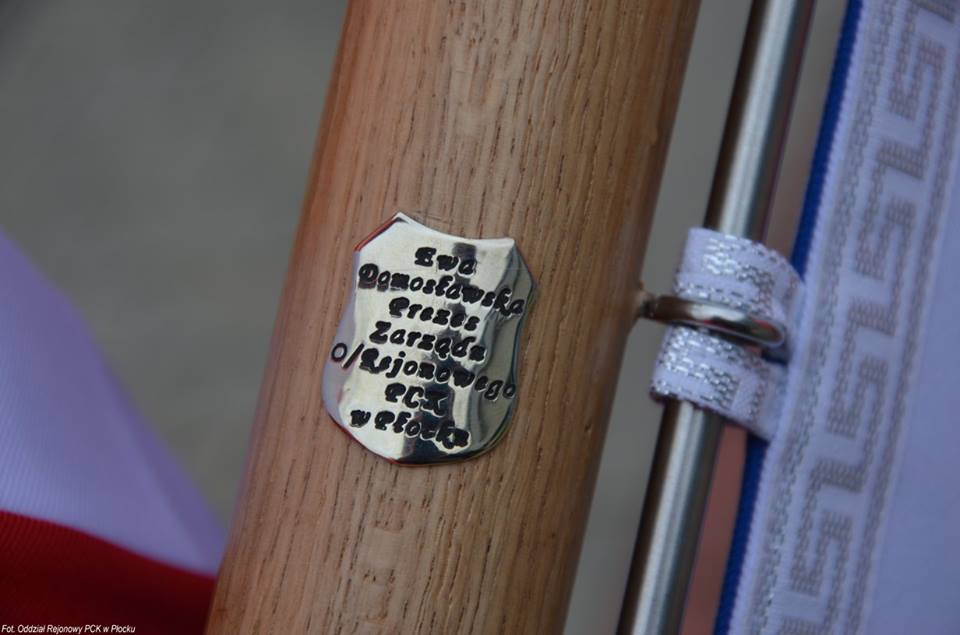 Ewa
Domosławska
Prezes
Zarządu
o/Rejonowego
PCK
w Płocku
Fot. Oddział Rejonowy PCK w Płocku